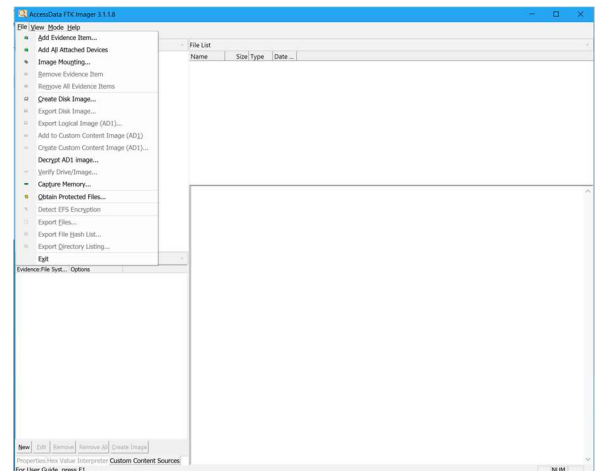 AccessData FTK Imager 3.1.1.8
File View Mode Help
Add Evidence Item...
Add All Attached Devices
Image Mounting...
Remove Evidence Item
Remove All Evidence Items
Create Disk Image...
Export Disk Image...
Export Logical Image (AD1)...
Add to Custom Content Image (AD1)
Create Custom Content Image (AD1)...
Decrypt AD1 image...
Verify Drive/Image...
Capture Memory...
Obtain Protected Files...
Detect EFS Encryption
Export Files...
Export File Hash List...
Export Directory Listing...
Exit
File List
Name Size Type Date ...
Evidence:File Syst... Options
New Edit Remove Remove All Create Image
Properties Hex Value Interpreter Custom Content Sources
For User Guide, press F1
NUM